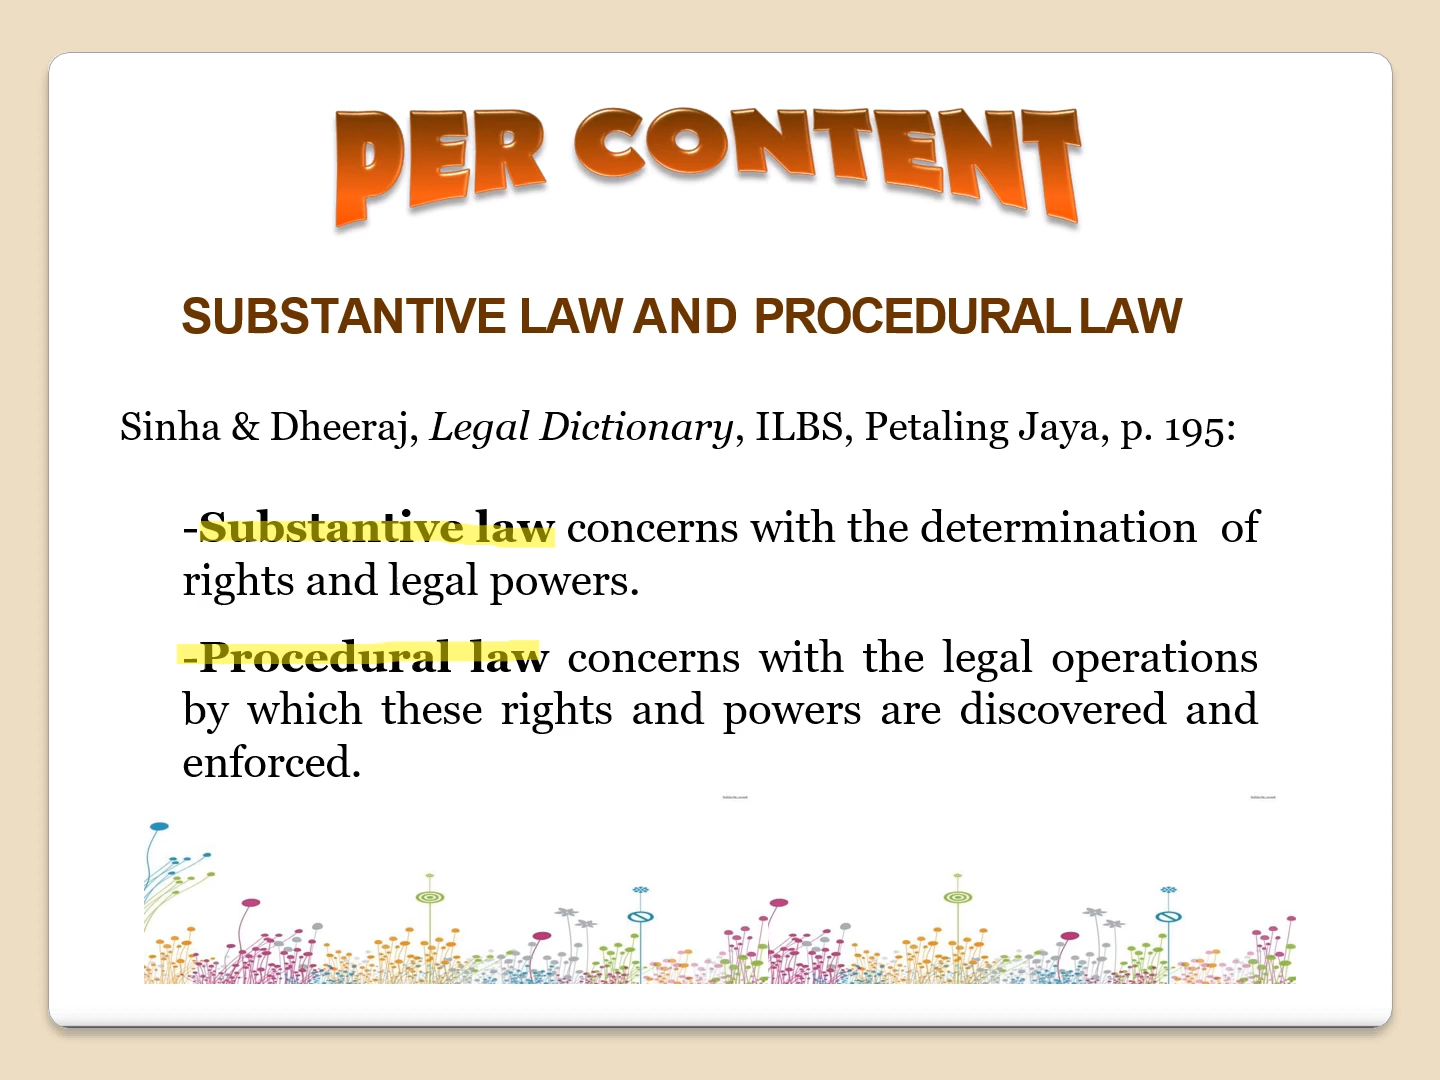 PER CONTENT
SUBSTANTIVE LAW AND PROCEDURAL LAW
Sinha & Dheeraj, Legal Dictionary, ILBS, Petaling Jaya, p. 195:
-Substantive law concerns with the determination of
rights and legal powers.
-Procedural law concerns with the legal operations
by which these rights and powers are discovered and
enforced.